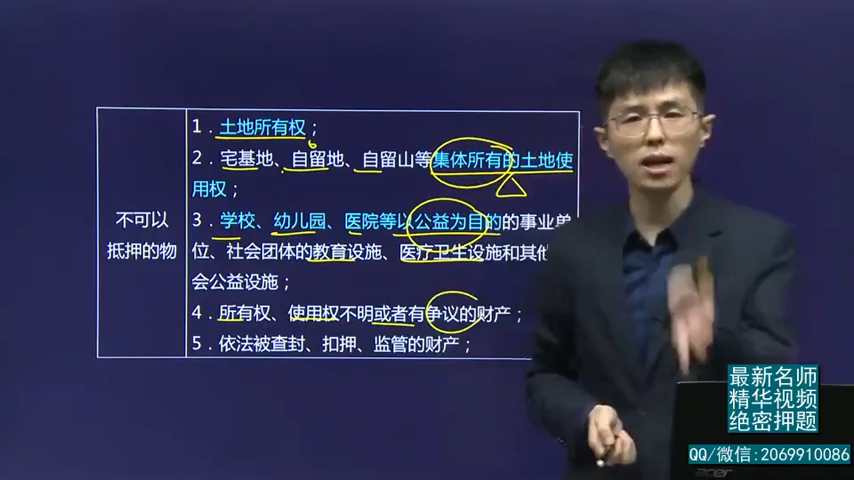 不可以
抵押的物
1．土地所有权；
2．宅基地、自留地、自留山等集体所有的土地使
用权；
3．学校、幼儿园、医院等以公益为目的的事业单
位、社会团体的教育设施、医疗卫生设施和其他
会公益设施；
4．所有权、使用权不明或者有争议的财产；
5．依法被查封、扣押、监管的财产；
最新名师
精华视频
绝密押题
QQ/微信:2069910086
acer